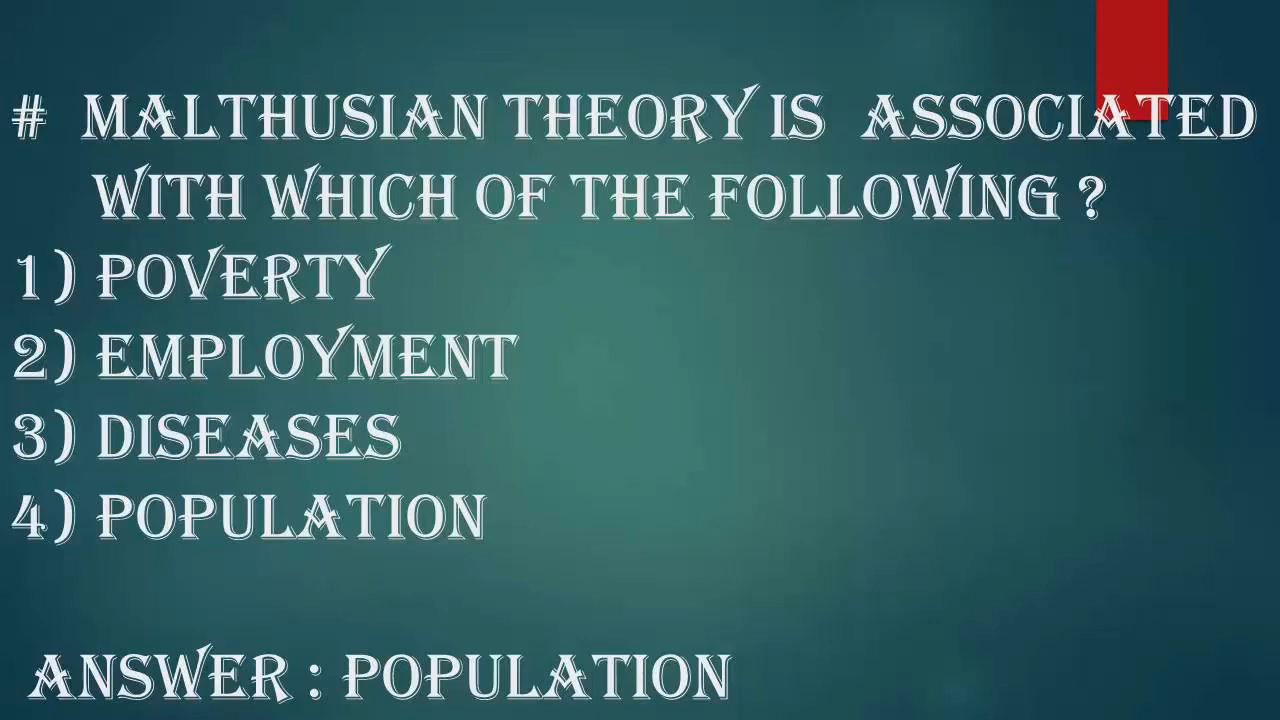 # MALTHUSIAN THEORY IS ASSOCIATED
WITH WHICH OF THE FOLLOWING ?
1) POVERTY
2) EMPLOYMENT
3) DISEASES
4) POPULATION
ANSWER : POPULATION